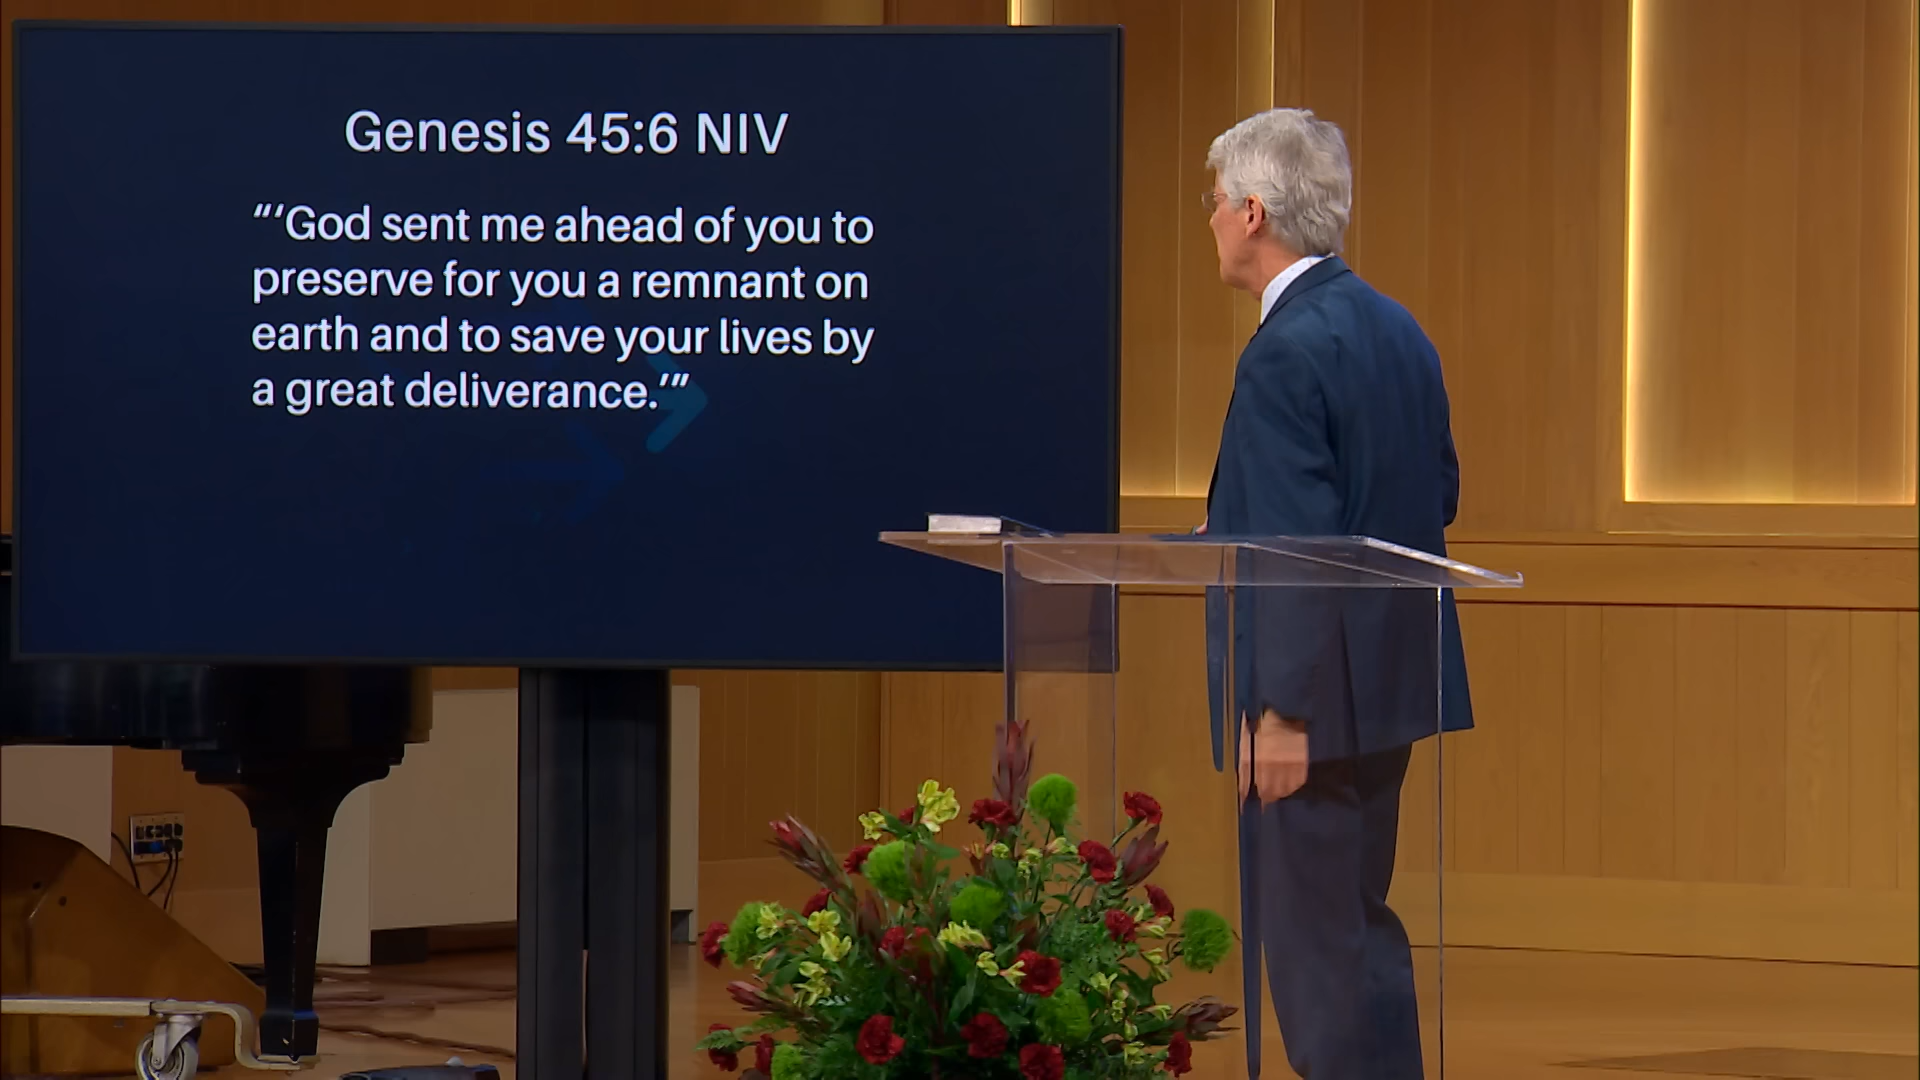 Genesis 45:6 NIV
“‘God sent me ahead of you to
preserve for you a remnant on
earth and to save your lives by
a great deliverance.’”